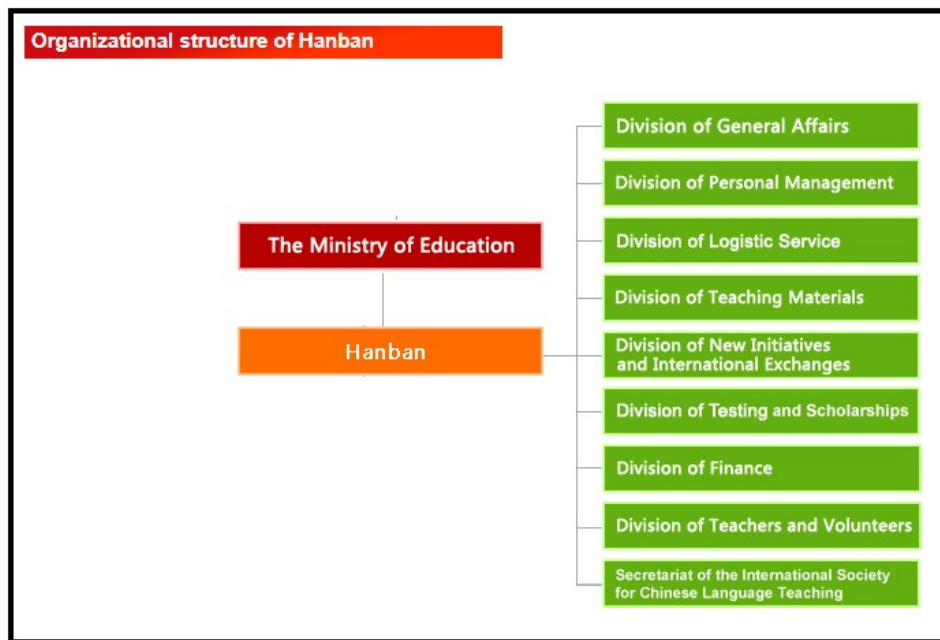 Organizational structure of Hanban
The Ministry of Education
Hanban
Division of General Affairs
Division of Personal Management
Division of Logistic Service
Division of Teaching Materials
Division of New Initiatives
and International Exchanges
Division of Testing and Scholarships
Division of Finance
Division of Teachers and Volunteers
Secretariat of the International Society
for Chinese Language Teaching